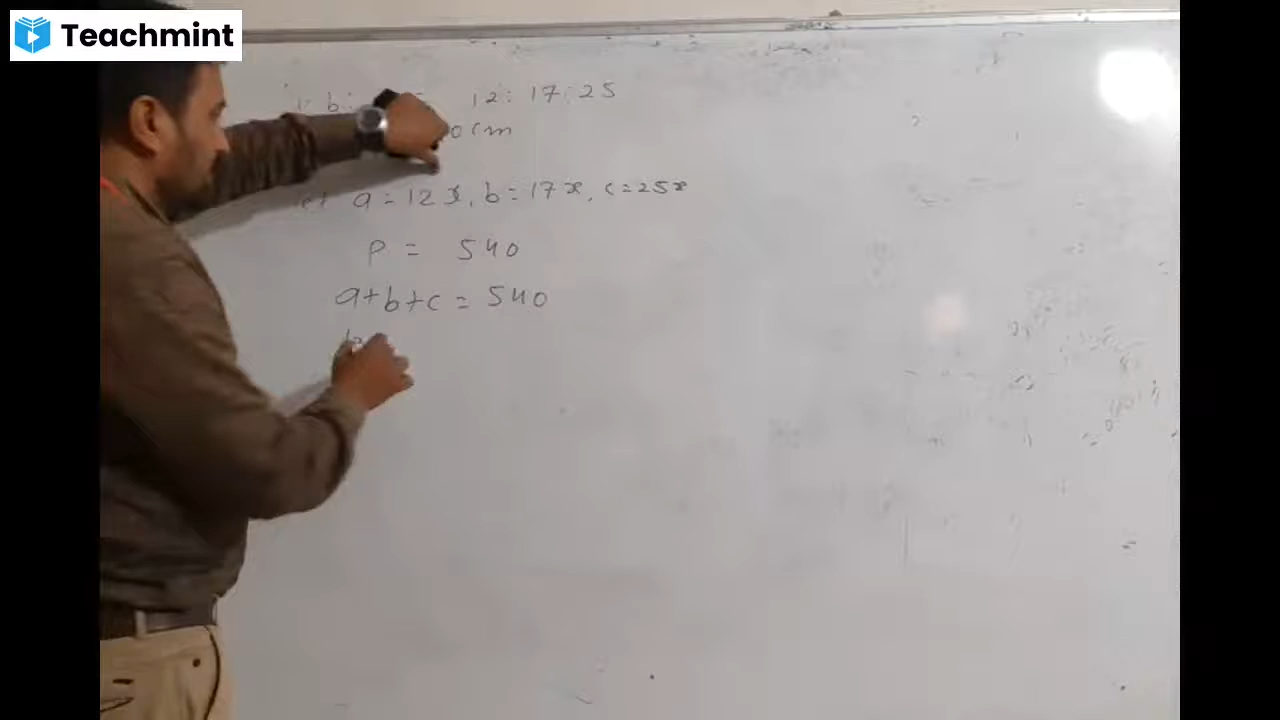 Teachmint
b: 12: 17: 25
0 cm
a = 12x, b = 17x, c = 25x
P = 540
a+b+c = 540